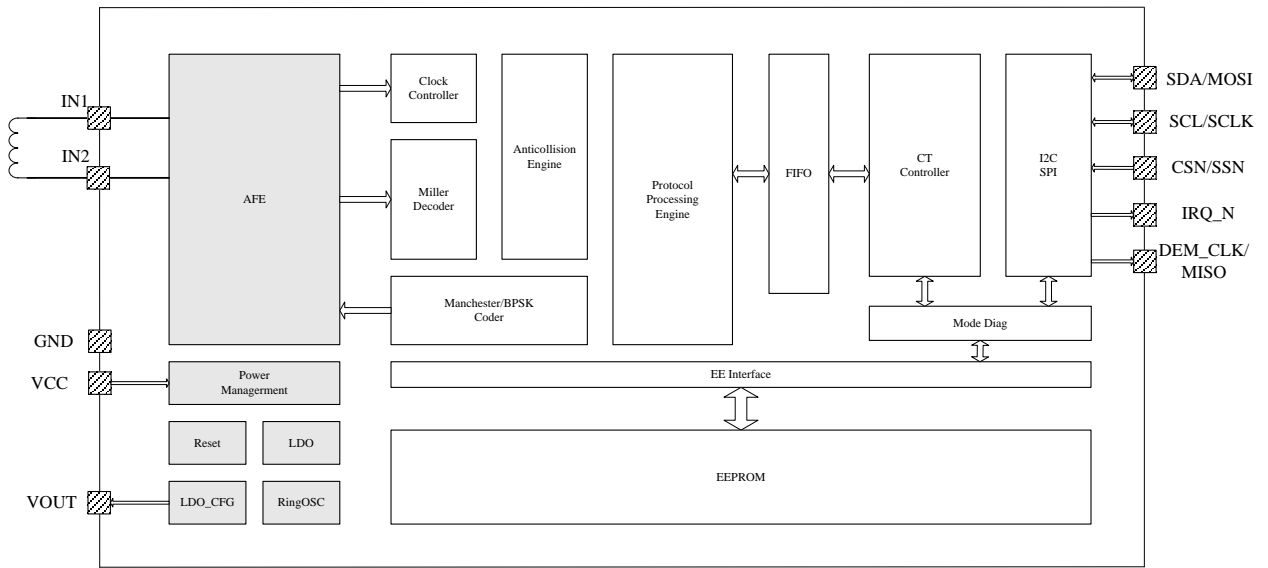 IN1
IN2
GND
VCC
VOUT
AFE
Clock
Controller
Miller
Decoder
Manchester/BPSK
Coder
Anticollision
Engine
Protocol
Processing
Engine
FIFO
CT
Controller
I2C
SPI
SDA/MOSI
SCL/SCLK
CSN/SSN
IRQ_N
DEM_CLK/
MISO
Mode Diag
Power
Managerment
EE Interface
Reset
LDO
LDO_CFG
RingOSC
EEPROM